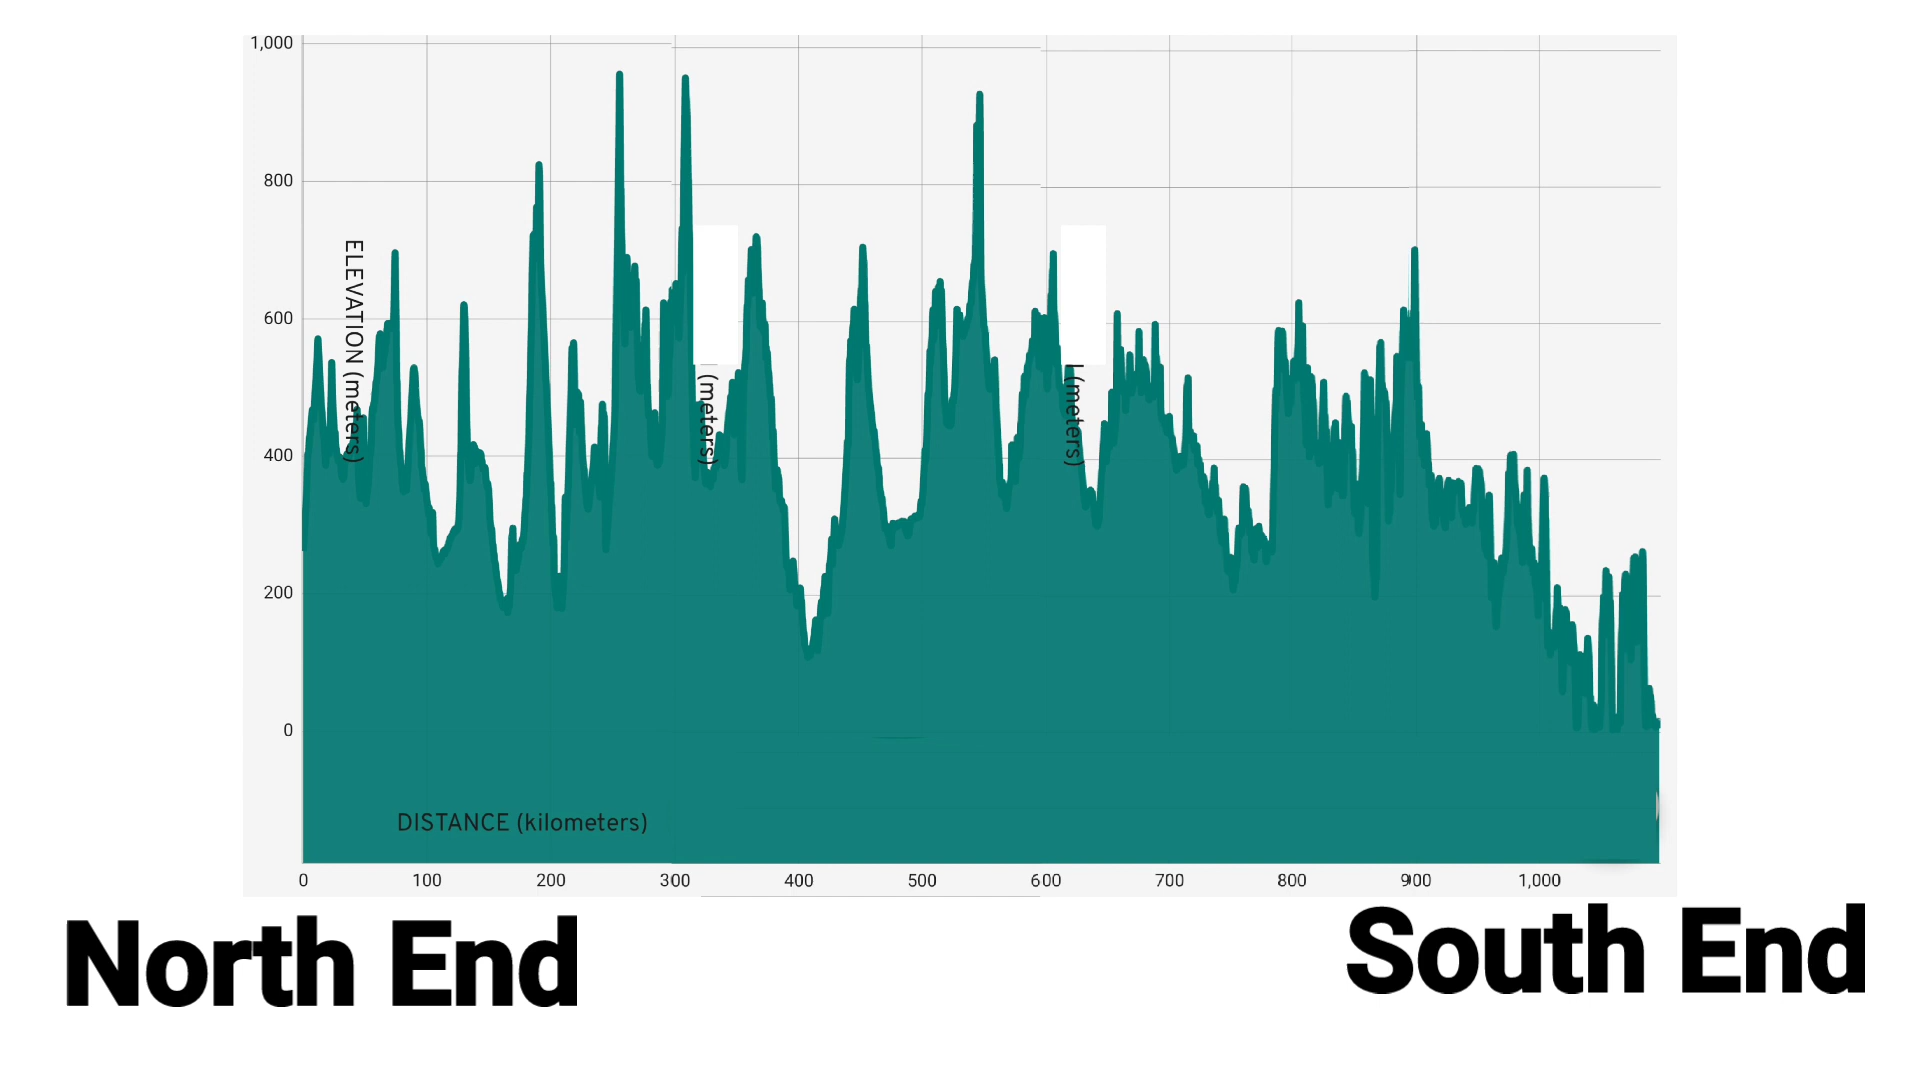 1,000
800
600
400
200
0
ELEVATION (meters)
(meters)
(meters)
DISTANCE (kilometers)
0 100 200 300 400 500 600 700 800 900 1,000
North End
South End